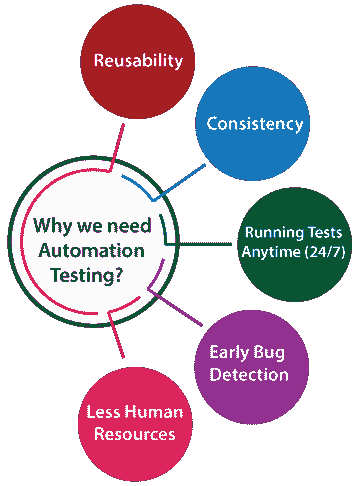 Reusability
Consistency
Why we need
Automation
Testing?
Running Tests
Anytime (24/7)
Early Bug
Detection
Less Human
Resources